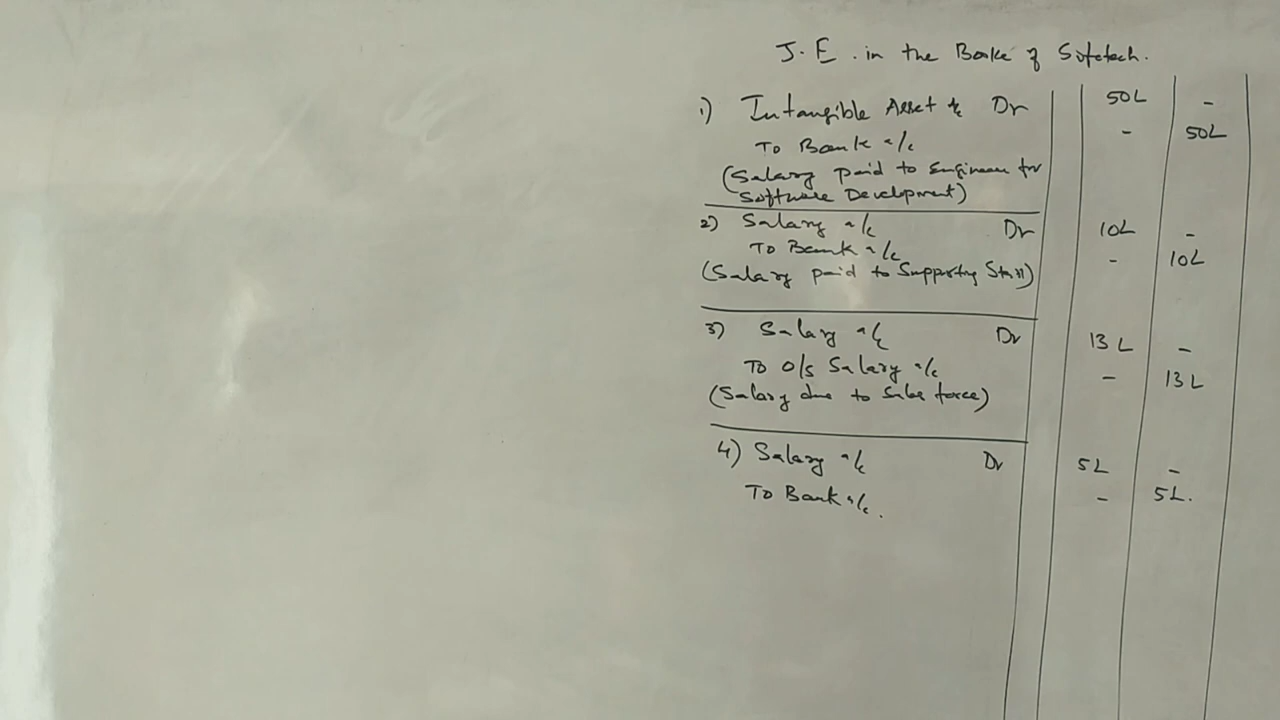 J.E. in the Books of Softtech.
1) Intangible Asset a/c Dr 50L -
To Bank a/c - 50L
(Salary paid to Engineer for
Software Development)
2) Salary a/c Dr 10L -
To Bank a/c - 10L
(Salary paid to Supporting Staff)
3) Salary a/c Dr 13L -
To O/s Salary a/c - 13L
(Salary due to Sales force)
4) Salary a/c Dr 5L -
To Bank a/c. - 5L.